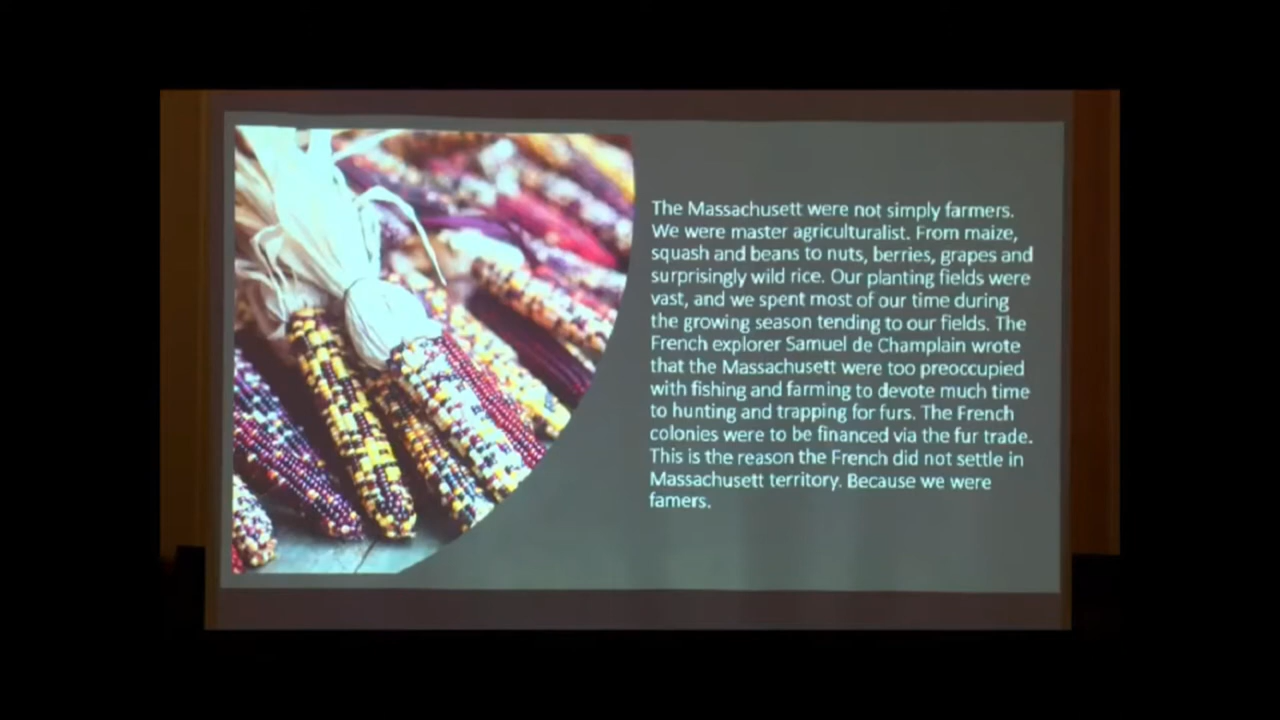 The Massachusett were not simply farmers.
We were master agriculturalist. From maize,
squash and beans to nuts, berries, grapes and
surprisingly wild rice. Our planting fields were
vast, and we spent most of our time during
the growing season tending to our fields. The
French explorer Samuel de Champlain wrote
that the Massachusett were too preoccupied
with fishing and farming to devote much time
to hunting and trapping for furs. The French
colonies were to be financed via the fur trade.
This is the reason the French did not settle in
Massachusett territory. Because we were
famers.